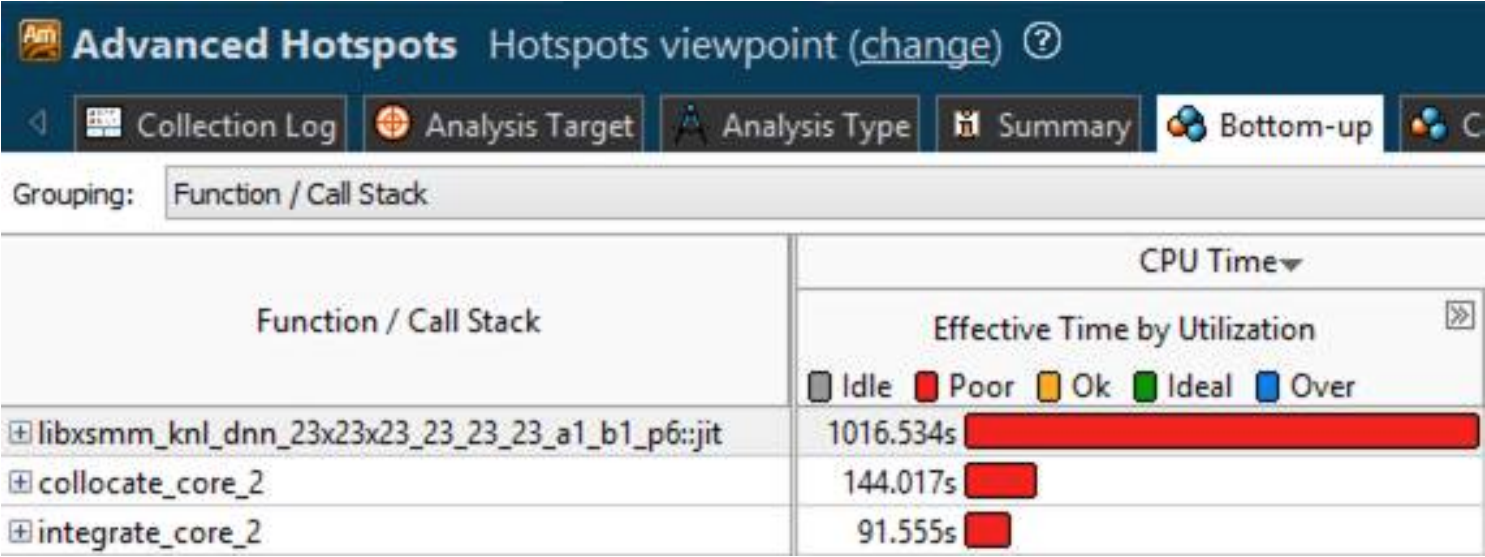 Am Advanced Hotspots Hotspots viewpoint (change) ?
Collection Log Analysis Target Analysis Type Summary Bottom-up C
Grouping: Function / Call Stack
CPU Time
Function / Call Stack
Effective Time by Utilization
Idle Poor Ok Ideal Over
libxsmm_knl_dnn_23x23x23_23_23_23_a1_b1_p6::jit 1016.534s
collocate_core_2 144.017s
integrate_core_2 91.555s